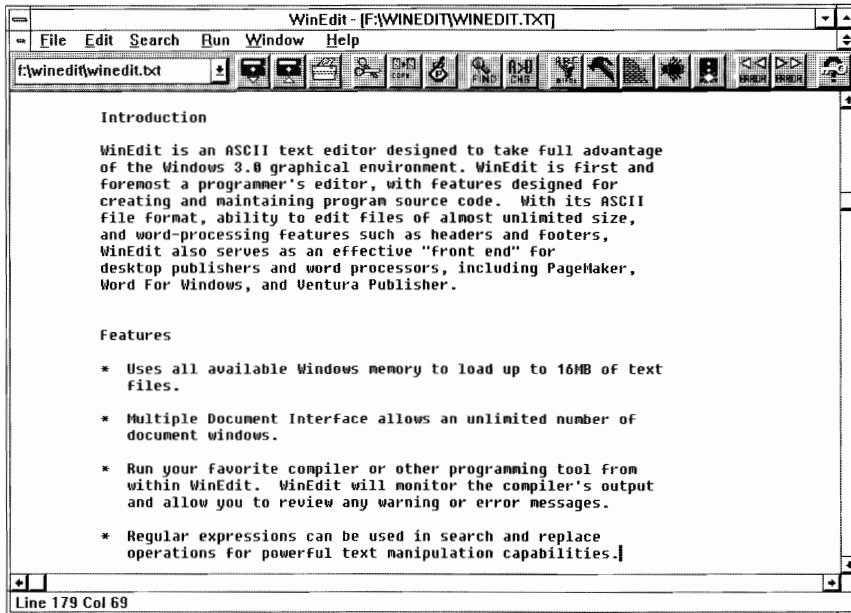 WinEdit - [F:\WINEDIT\WINEDIT.TXT]
File Edit Search Run Window Help
f:\winedit\winedit.txt
FIND
Introduction
WinEdit is an ASCII text editor designed to take full advantage
of the Windows 3.0 graphical environment. WinEdit is first and
foremost a programmer's editor, with features designed for
creating and maintaining program source code.  With its ASCII
file format, ability to edit files of almost unlimited size,
and word-processing features such as headers and footers,
WinEdit also serves as an effective "front end" for
desktop publishers and word processors, including PageMaker,
Word For Windows, and Ventura Publisher.
Features
*  Uses all available Windows memory to load up to 16MB of text
files.
*  Multiple Document Interface allows an unlimited number of
document windows.
*  Run your favorite compiler or other programming tool from
within WinEdit.  WinEdit will monitor the compiler's output
and allow you to review any warning or error messages.
*  Regular expressions can be used in search and replace
operations for powerful text manipulation capabilities.
Line 179 Col 69